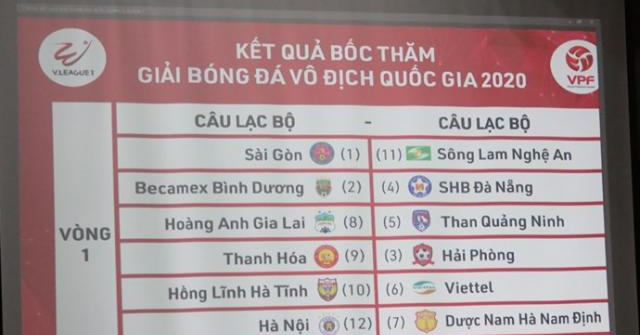 KẾT QUẢ BỐC THĂM
GIẢI BÓNG ĐÁ VÔ ĐỊCH QUỐC GIA 2020
V.LEAGUE 1
VPF
CÂU LẠC BỘ - CÂU LẠC BỘ
VÒNG 1
Sài Gòn (1) (11) Sông Lam Nghệ An
Becamex Bình Dương (2) (4) SHB Đà Nẵng
Hoàng Anh Gia Lai (8) (5) Than Quảng Ninh
Thanh Hóa (9) (3) Hải Phòng
Hồng Lĩnh Hà Tĩnh (10) (6) Viettel
Hà Nội (12) (7) Dược Nam Hà Nam Định